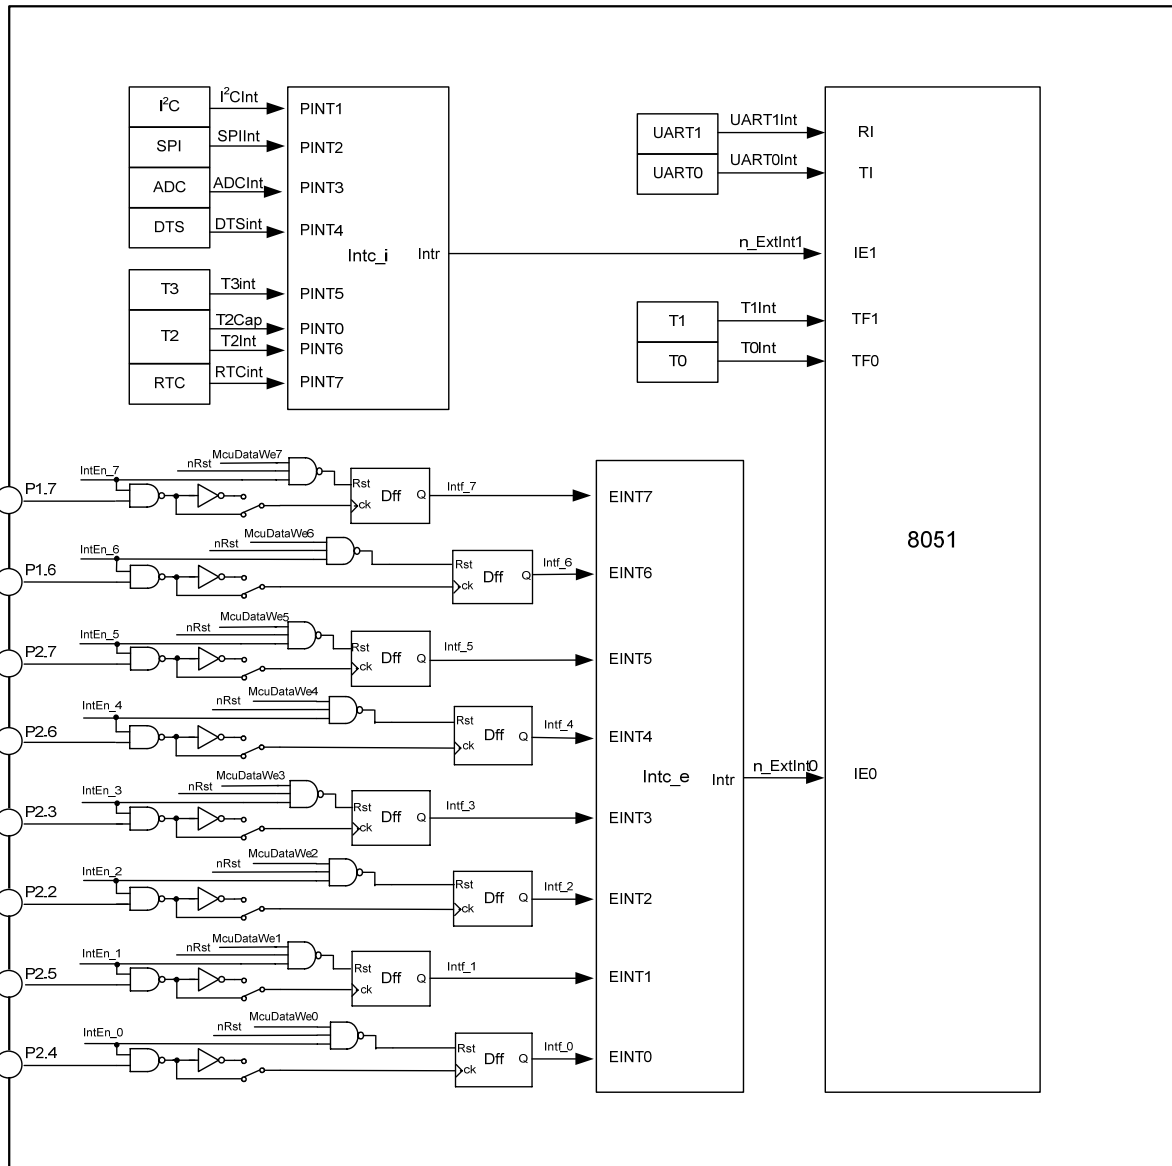 I²C I²CInt PINT1
SPI SPIInt PINT2
ADC ADCInt PINT3
DTS DTSint PINT4
Intc_i Intr
T3 T3int PINT5
T2 T2Cap PINT0
T2Int PINT6
RTC RTCint PINT7
UART1 UART1Int RI
UART0 UART0Int TI
n_ExtInt1 IE1
T1 T1Int TF1
T0 T0Int TF0
8051
McuDataWe7
nRst
IntEn_7
P1.7 Rst Dff Q ck Intf_7 EINT7
McuDataWe6
nRst
IntEn_6
P1.6 Rst Dff Q ck Intf_6 EINT6
McuDataWe5
nRst
IntEn_5
P2.7 Rst Dff Q ck Intf_5 EINT5
McuDataWe4
nRst
IntEn_4
P2.6 Rst Dff Q ck Intf_4 EINT4
Intc_e Intr n_ExtInt0 IE0
McuDataWe3
nRst
IntEn_3
P2.3 Rst Dff Q ck Intf_3 EINT3
McuDataWe2
nRst
IntEn_2
P2.2 Rst Dff Q ck Intf_2 EINT2
McuDataWe1
nRst
IntEn_1
P2.5 Rst Dff Q ck Intf_1 EINT1
McuDataWe0
nRst
IntEn_0
P2.4 Rst Dff Q ck Intf_0 EINT0